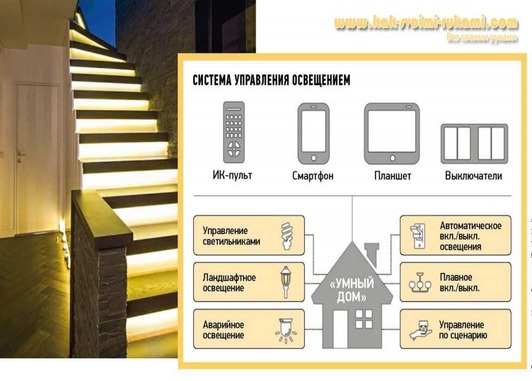 www.kak-svoimi-rukami.com
Все своими руками
СИСТЕМА УПРАВЛЕНИЯ ОСВЕЩЕНИЕМ
ИК-пульт
Смартфон
Планшет
Выключатели
Управление
светильниками
Автоматическое
вкл./выкл.
освещения
Ландшафтное
освещение
«УМНЫЙ
ДОМ»
Плавное
вкл./выкл.
Аварийное
освещение
Управление
по сценарию